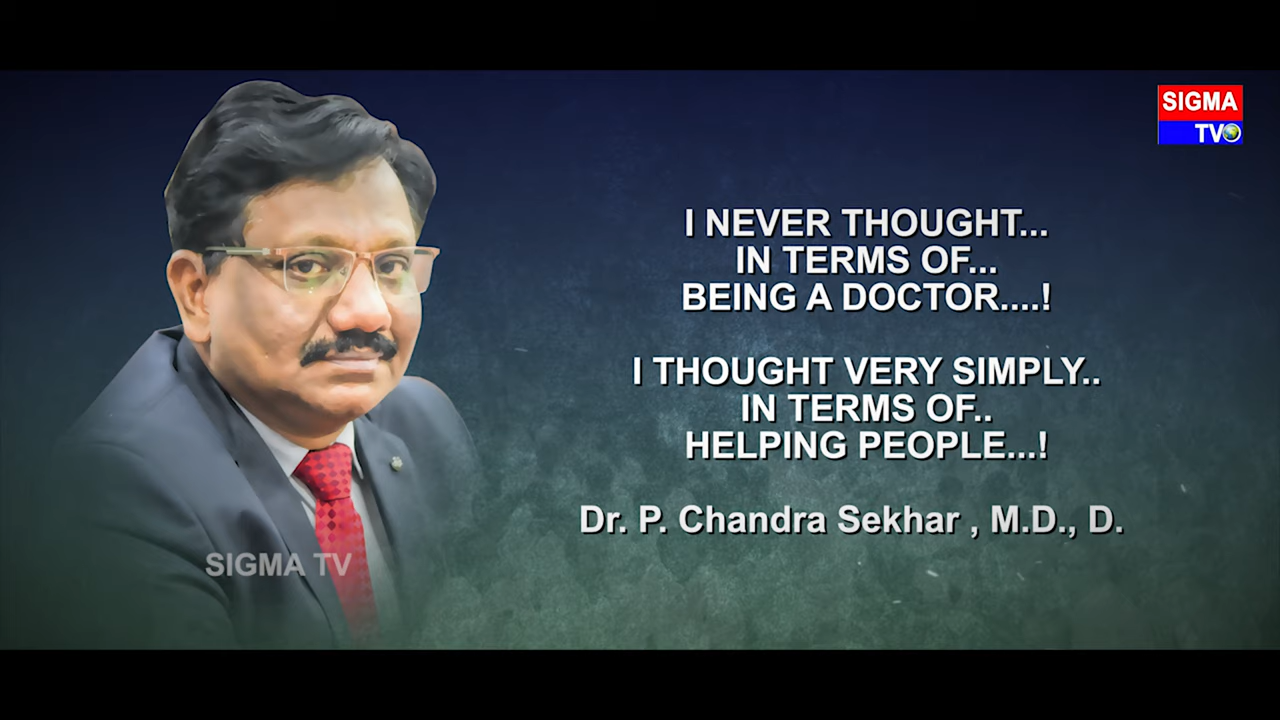 SIGMA
TV
I NEVER THOUGHT...
IN TERMS OF...
BEING A DOCTOR....!
I THOUGHT VERY SIMPLY..
IN TERMS OF..
HELPING PEOPLE...!
Dr. P. Chandra Sekhar , M.D., D.
SIGMA TV